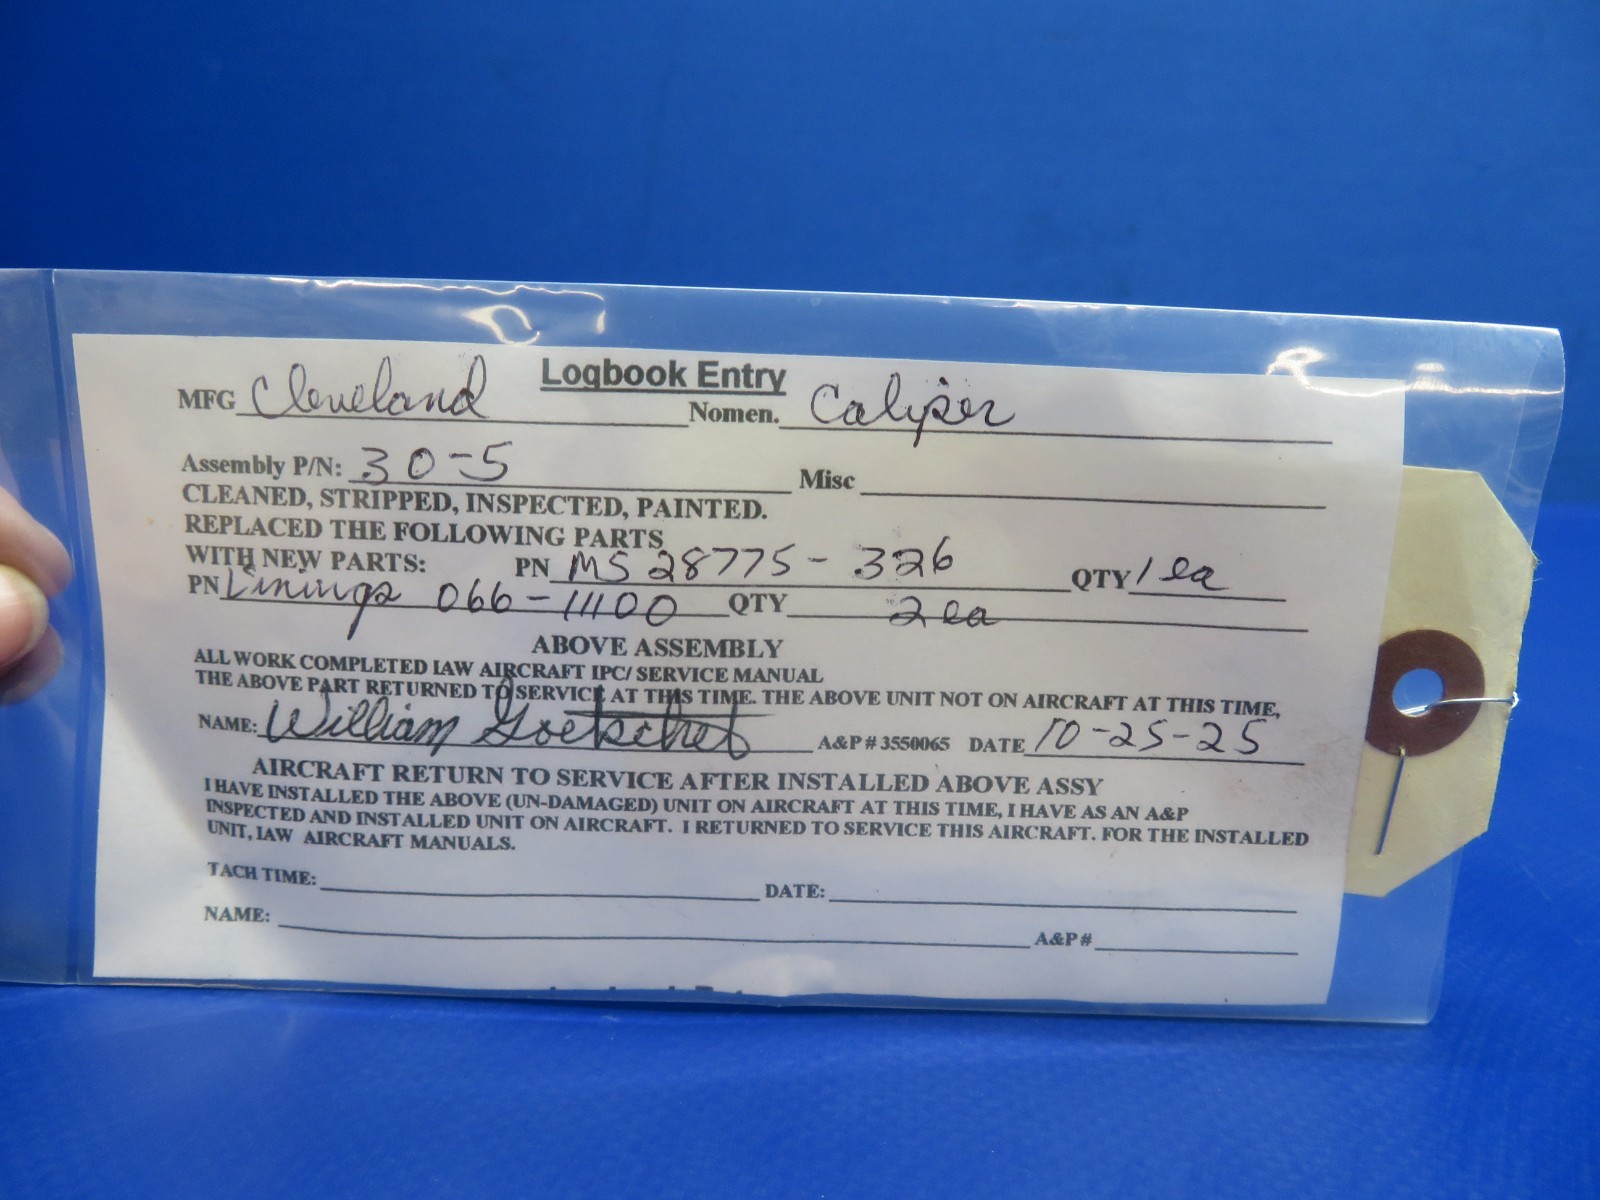 Logbook Entry
MFG Cleveland Nomen. Caliper
Assembly P/N: 30-5 Misc
CLEANED, STRIPPED, INSPECTED, PAINTED.
REPLACED THE FOLLOWING PARTS
WITH NEW PARTS: PN MS 28775 - 326 QTY 1 ea
PN Linings 066-11100 QTY 2 ea
ABOVE ASSEMBLY
ALL WORK COMPLETED IAW AIRCRAFT IPC/ SERVICE MANUAL
THE ABOVE PART RETURNED TO SERVICE AT THIS TIME. THE ABOVE UNIT NOT ON AIRCRAFT AT THIS TIME,
NAME: William Goetschel A&P # 3550065 DATE 10-25-25
AIRCRAFT RETURN TO SERVICE AFTER INSTALLED ABOVE ASSY
I HAVE INSTALLED THE ABOVE (UN-DAMAGED) UNIT ON AIRCRAFT AT THIS TIME, I HAVE AS AN A&P
INSPECTED AND INSTALLED UNIT ON AIRCRAFT. I RETURNED TO SERVICE THIS AIRCRAFT. FOR THE INSTALLED
UNIT, IAW AIRCRAFT MANUALS.
TACH TIME: DATE:
NAME: A&P #